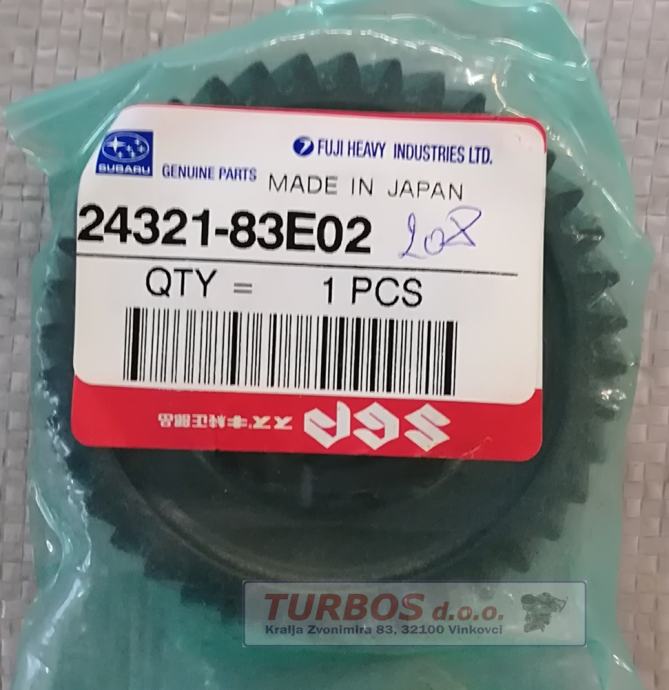 SUBARU
GENUINE PARTS
FUJI HEAVY INDUSTRIES LTD.
MADE IN JAPAN
24321-83E02 208
QTY = 1 PCS
SGP
スズキ純正部品
TURBOS d.o.o.
Kralja Zvonimira 83, 32100 Vinkovci